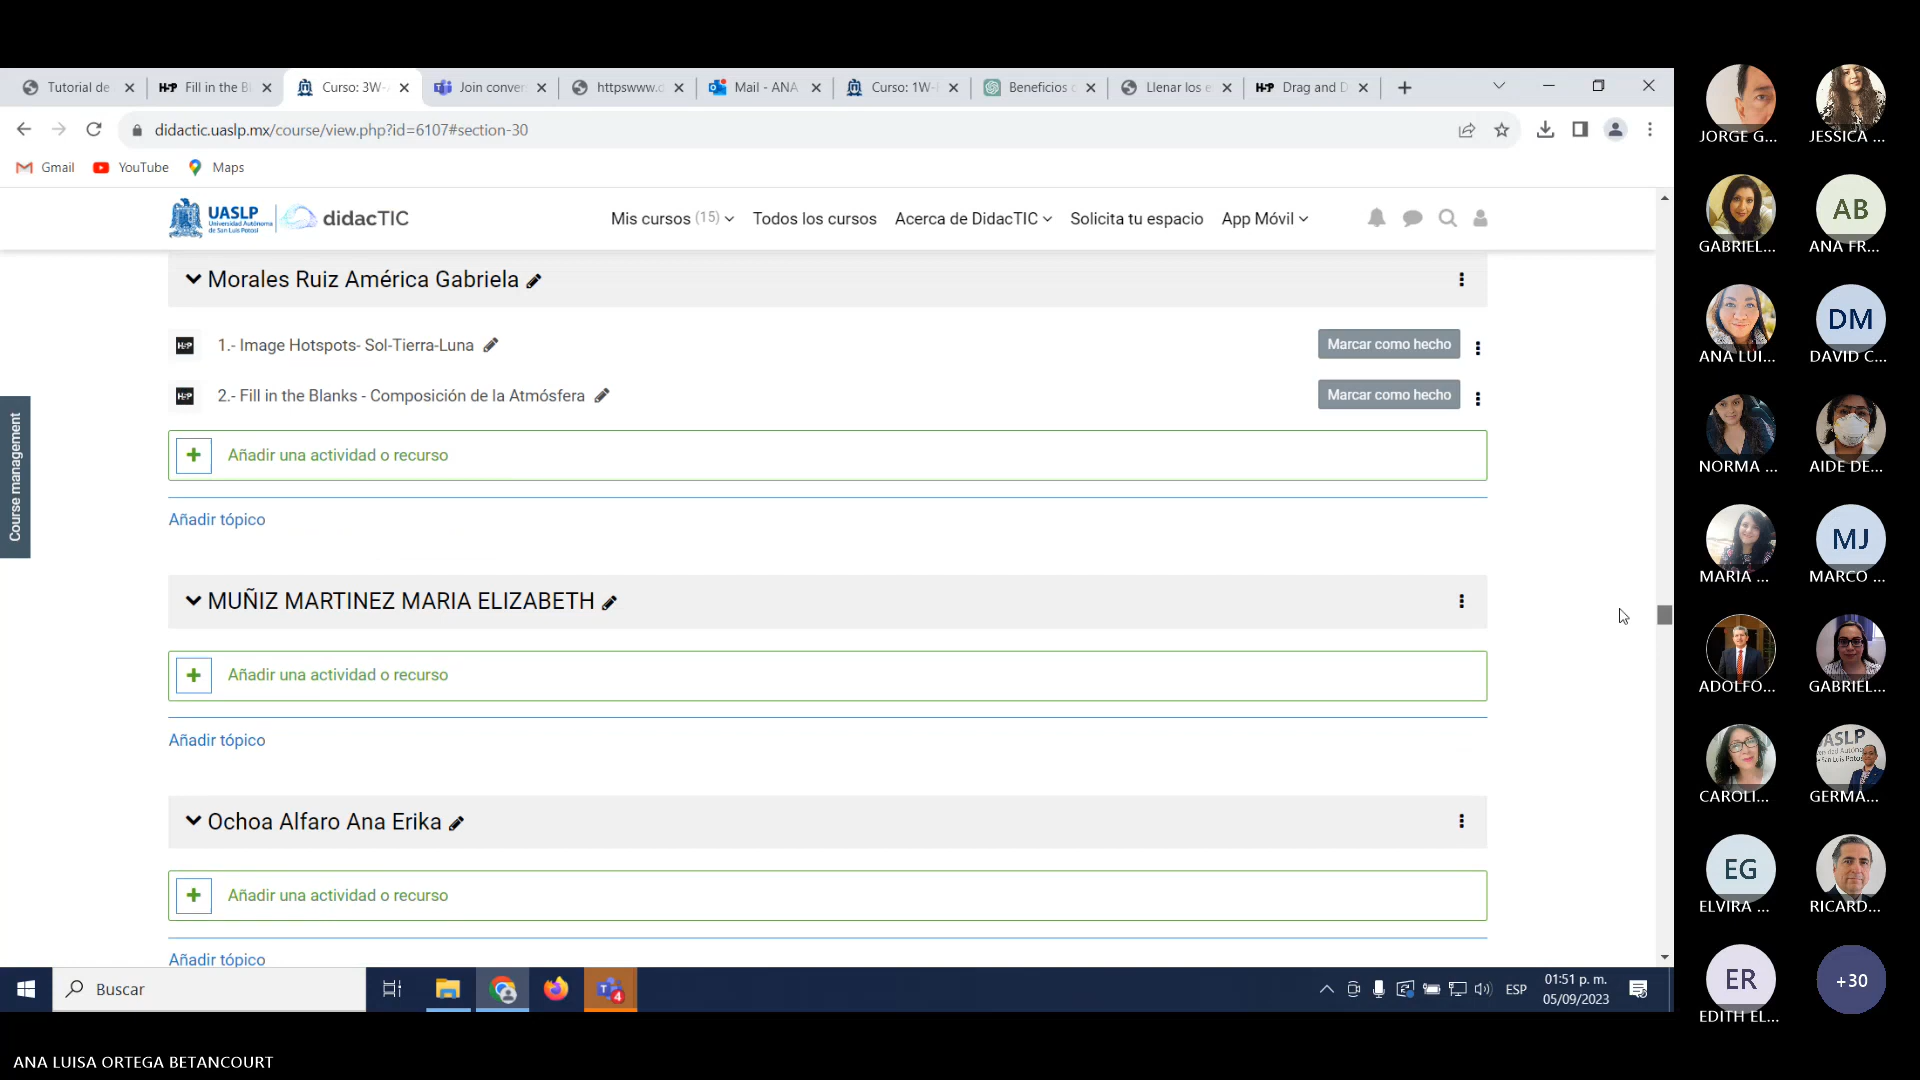 Tutorial de
H-P Fill in the B
Curso: 3W-
Join conver
httpswww.d
Mail - ANA
Curso: 1W-
Beneficios
Llenar los e
H-P Drag and D
didactic.uaslp.mx/course/view.php?id=6107#section-30
Gmail
YouTube
Maps
UASLP
Universidad Autónoma
de San Luis Potosí
didacTIC
Mis cursos (15)
Todos los cursos
Acerca de DidacTIC
Solicita tu espacio
App Móvil
Morales Ruiz América Gabriela
H-P 1.- Image Hotspots- Sol-Tierra-Luna
Marcar como hecho
H-P 2.- Fill in the Blanks - Composición de la Atmósfera
Marcar como hecho
Añadir una actividad o recurso
Añadir tópico
Course management
MUÑIZ MARTINEZ MARIA ELIZABETH
Añadir una actividad o recurso
Añadir tópico
Ochoa Alfaro Ana Erika
Añadir una actividad o recurso
Añadir tópico
Buscar
4
ESP
01:51 p. m.
05/09/2023
JORGE G...
JESSICA ...
GABRIEL...
AB
ANA FR...
ANA LUI...
DM
DAVID C...
NORMA ...
AIDE DE...
MARIA ...
MJ
MARCO ...
ADOLFO...
GABRIEL...
CAROLI...
GERMA...
EG
ELVIRA ...
RICARD...
ER
EDITH EL...
+30
ANA LUISA ORTEGA BETANCOURT